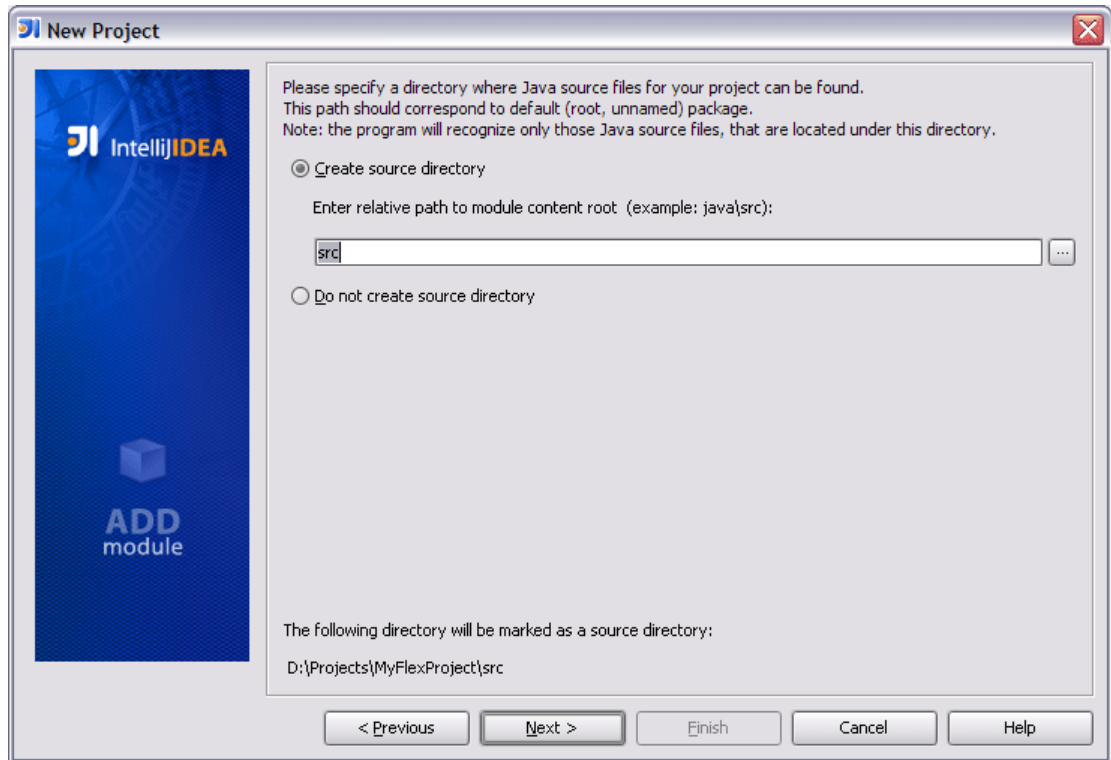 New Project
IntelliJIDEA
ADD
module
Please specify a directory where Java source files for your project can be found.
This path should correspond to default (root, unnamed) package.
Note: the program will recognize only those Java source files, that are located under this directory.
Create source directory
Enter relative path to module content root (example: java\src):
src
...
Do not create source directory
The following directory will be marked as a source directory:
D:\Projects\MyFlexProject\src
< Previous
Next >
Finish
Cancel
Help